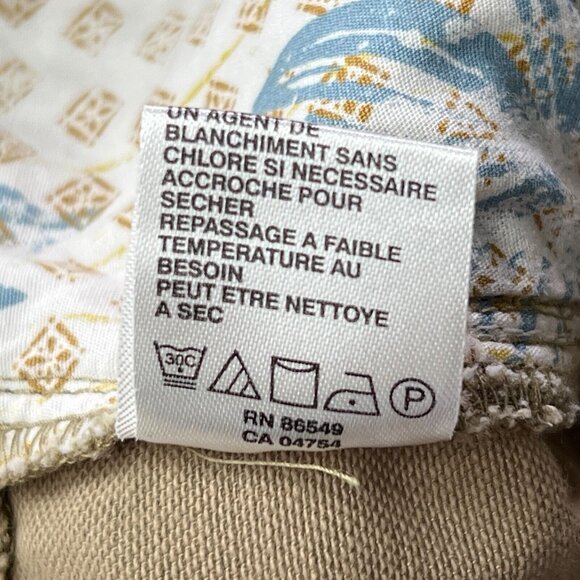 UN AGENT DE
BLANCHIMENT SANS
CHLORE SI NECESSAIRE
ACCROCHE POUR
SECHER
REPASSAGE A FAIBLE
TEMPERATURE AU
BESOIN
PEUT ETRE NETTOYE
A SEC
30C P
RN 86549
CA 04754